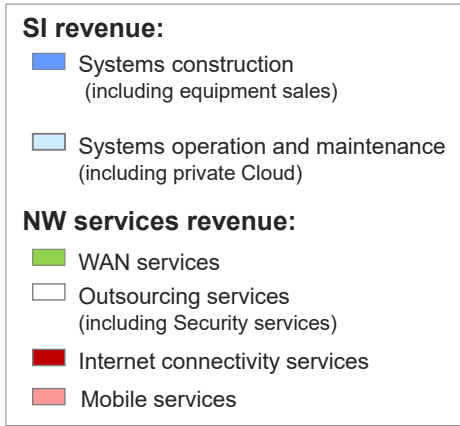 SI revenue:
Systems construction
(including equipment sales)
Systems operation and maintenance
(including private Cloud)
NW services revenue:
WAN services
Outsourcing services
(including Security services)
Internet connectivity services
Mobile services